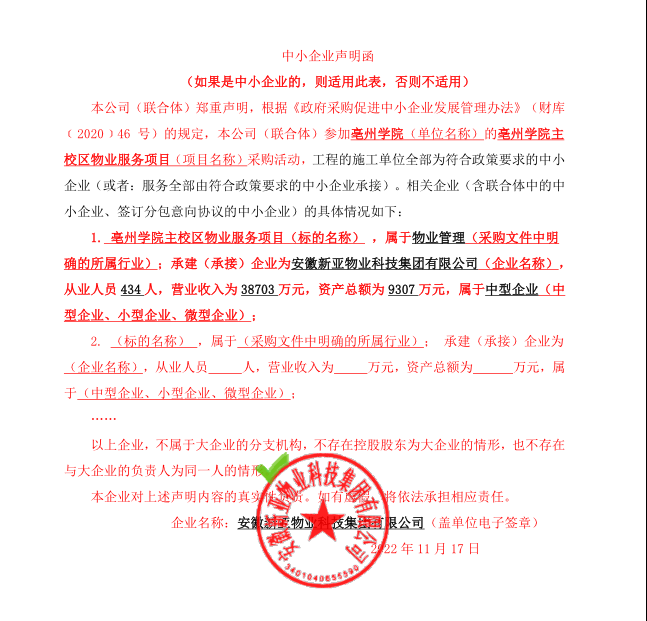 中小企业声明函
（如果是中小企业的，则适用此表，否则不适用）
本公司（联合体）郑重声明，根据《政府采购促进中小企业发展管理办法》（财库
﹝2020﹞46 号）的规定，本公司（联合体）参加亳州学院（单位名称）的亳州学院主
校区物业服务项目（项目名称）采购活动，工程的施工单位全部为符合政策要求的中小
企业（或者：服务全部由符合政策要求的中小企业承接）。相关企业（含联合体中的中
小企业、签订分包意向协议的中小企业）的具体情况如下：
1. 亳州学院主校区物业服务项目（标的名称） ，属于物业管理（采购文件中明
确的所属行业）；承建（承接）企业为安徽新亚物业科技集团有限公司（企业名称），
从业人员 434 人，营业收入为 38703 万元，资产总额为 9307 万元，属于中型企业（中
型企业、小型企业、微型企业）；
2. （标的名称） ，属于（采购文件中明确的所属行业）； 承建（承接）企业为
（企业名称），从业人员____人，营业收入为____万元，资产总额为_____万元，属
于（中型企业、小型企业、微型企业）；
……
以上企业，不属于大企业的分支机构，不存在控股股东为大企业的情形，也不存在
与大企业的负责人为同一人的情形
本企业对上述声明内容的真实性负责。如有虚假，将依法承担相应责任。
企业名称：安徽新亚物业科技集团有限公司（盖单位电子签章）
2022 年 11 月 17 日
安徽新亚物业科技集团有限公司
3401040655590